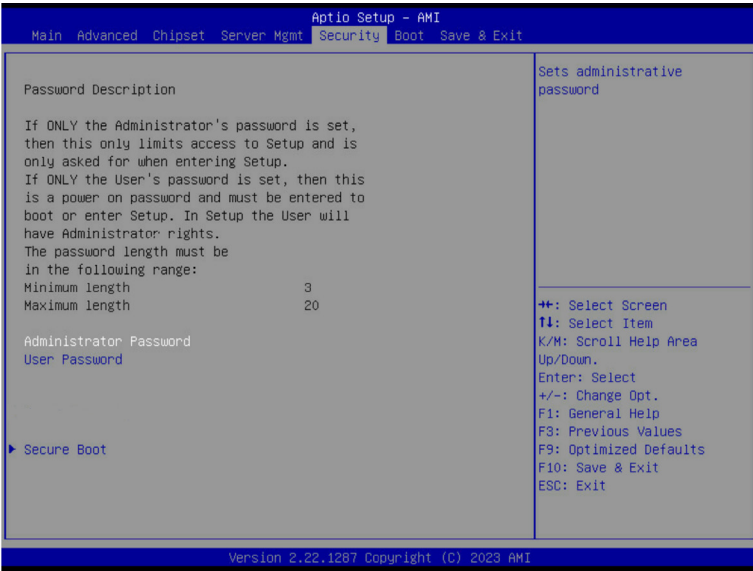 Aptio Setup - AMI
Main Advanced Chipset Server Mgmt Security Boot Save & Exit
Password Description
If ONLY the Administrator's password is set,
then this only limits access to Setup and is
only asked for when entering Setup.
If ONLY the User's password is set, then this
is a power on password and must be entered to
boot or enter Setup. In Setup the User will
have Administrator rights.
The password length must be
in the following range:
Minimum length 3
Maximum length 20
Administrator Password
User Password
▶ Secure Boot
Sets administrative
password
→←: Select Screen
↑↓: Select Item
K/M: Scroll Help Area
Up/Down.
Enter: Select
+/-: Change Opt.
F1: General Help
F3: Previous Values
F9: Optimized Defaults
F10: Save & Exit
ESC: Exit
Version 2.22.1287 Copyright (C) 2023 AMI